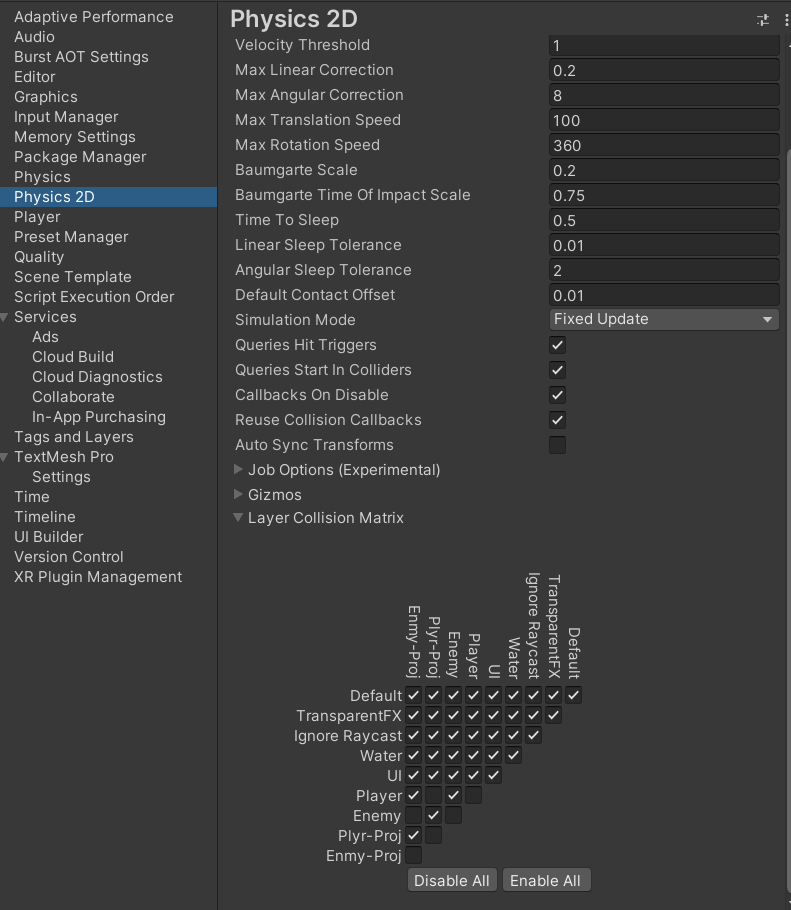 Adaptive Performance
Audio
Burst AOT Settings
Editor
Graphics
Input Manager
Memory Settings
Package Manager
Physics
Physics 2D
Player
Preset Manager
Quality
Scene Template
Script Execution Order
Services
Ads
Cloud Build
Cloud Diagnostics
Collaborate
In-App Purchasing
Tags and Layers
TextMesh Pro
Settings
Time
Timeline
UI Builder
Version Control
XR Plugin Management
Physics 2D
Velocity Threshold 1
Max Linear Correction 0.2
Max Angular Correction 8
Max Translation Speed 100
Max Rotation Speed 360
Baumgarte Scale 0.2
Baumgarte Time Of Impact Scale 0.75
Time To Sleep 0.5
Linear Sleep Tolerance 0.01
Angular Sleep Tolerance 2
Default Contact Offset 0.01
Simulation Mode Fixed Update
Queries Hit Triggers
Queries Start In Colliders
Callbacks On Disable
Reuse Collision Callbacks
Auto Sync Transforms
Job Options (Experimental)
Gizmos
Layer Collision Matrix
Enmy-Proj
Plyr-Proj
Enemy
Player
UI
Water
Ignore Raycast
TransparentFX
Default
Default
TransparentFX
Ignore Raycast
Water
UI
Player
Enemy
Plyr-Proj
Enmy-Proj
Disable All Enable All